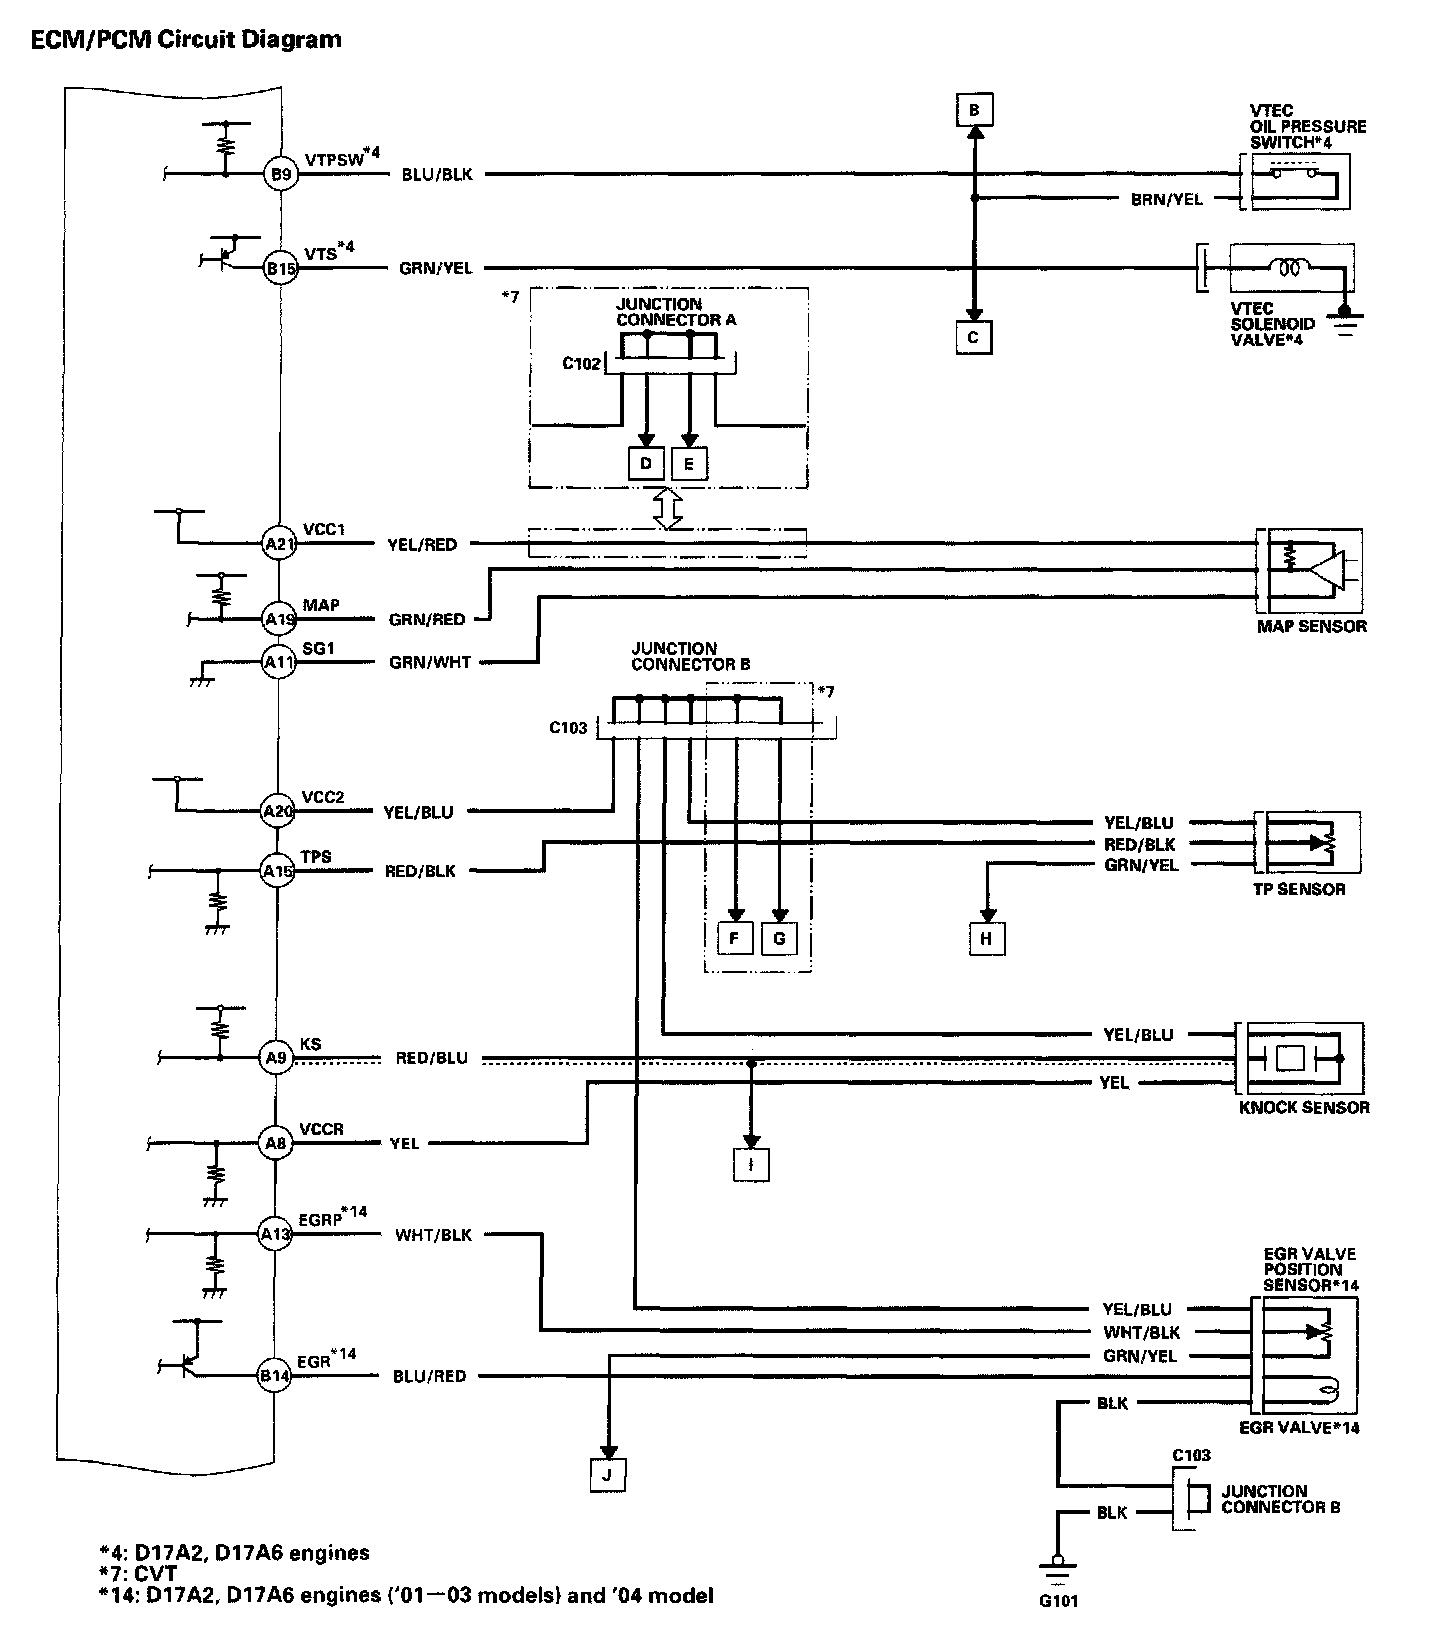 ECM/PCM Circuit Diagram
B
VTEC
OIL PRESSURE
SWITCH*4
B9
VTPSW*4
BLU/BLK
BRN/YEL
B15
VTS*4
GRN/YEL
*7
JUNCTION
CONNECTOR A
C102
D
E
C
VTEC
SOLENOID
VALVE*4
A21
VCC1
YEL/RED
A19
MAP
GRN/RED
MAP SENSOR
A11
SG1
GRN/WHT
JUNCTION
CONNECTOR B
*7
C103
A20
VCC2
YEL/BLU
YEL/BLU
RED/BLK
GRN/YEL
TP SENSOR
A15
TPS
RED/BLK
F
G
H
A9
KS
RED/BLU
YEL/BLU
YEL
KNOCK SENSOR
A8
VCCR
YEL
I
A13
EGRP*14
WHT/BLK
EGR VALVE
POSITION
SENSOR*14
YEL/BLU
WHT/BLK
GRN/YEL
B14
EGR*14
BLU/RED
BLK
EGR VALVE*14
J
C103
JUNCTION
CONNECTOR B
BLK
G101
*4: D17A2, D17A6 engines
*7: CVT
*14: D17A2, D17A6 engines ('01—03 models) and '04 model